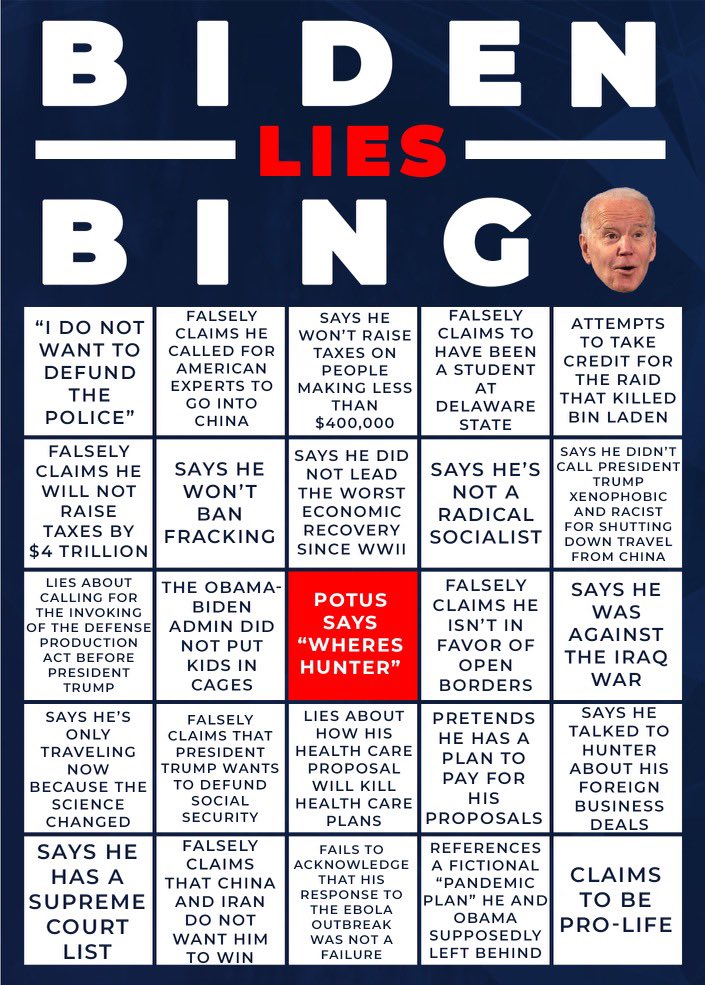 BIDEN
LIES
BING
“I DO NOT
WANT TO
DEFUND
THE
POLICE”
FALSELY
CLAIMS HE
CALLED FOR
AMERICAN
EXPERTS TO
GO INTO
CHINA
SAYS HE
WON’T RAISE
TAXES ON
PEOPLE
MAKING LESS
THAN
$400,000
FALSELY
CLAIMS TO
HAVE BEEN
A STUDENT
AT
DELAWARE
STATE
ATTEMPTS
TO TAKE
CREDIT FOR
THE RAID
THAT KILLED
BIN LADEN
FALSELY
CLAIMS HE
WILL NOT
RAISE
TAXES BY
$4 TRILLION
SAYS HE
WON’T
BAN
FRACKING
SAYS HE DID
NOT LEAD
THE WORST
ECONOMIC
RECOVERY
SINCE WWII
SAYS HE’S
NOT A
RADICAL
SOCIALIST
SAYS HE DIDN’T
CALL PRESIDENT
TRUMP
XENOPHOBIC
AND RACIST
FOR SHUTTING
DOWN TRAVEL
FROM CHINA
LIES ABOUT
CALLING FOR
THE INVOKING
OF THE DEFENSE
PRODUCTION
ACT BEFORE
PRESIDENT
TRUMP
THE OBAMA-
BIDEN
ADMIN DID
NOT PUT
KIDS IN
CAGES
POTUS
SAYS
“WHERES
HUNTER”
FALSELY
CLAIMS HE
ISN’T IN
FAVOR OF
OPEN
BORDERS
SAYS HE
WAS
AGAINST
THE IRAQ
WAR
SAYS HE’S
ONLY
TRAVELING
NOW
BECAUSE THE
SCIENCE
CHANGED
FALSELY
CLAIMS THAT
PRESIDENT
TRUMP WANTS
TO DEFUND
SOCIAL
SECURITY
LIES ABOUT
HOW HIS
HEALTH CARE
PROPOSAL
WILL KILL
HEALTH CARE
PLANS
PRETENDS
HE HAS A
PLAN TO
PAY FOR
HIS
PROPOSALS
SAYS HE
TALKED TO
HUNTER
ABOUT HIS
FOREIGN
BUSINESS
DEALS
SAYS HE
HAS A
SUPREME
COURT
LIST
FALSELY
CLAIMS
THAT CHINA
AND IRAN
DO NOT
WANT HIM
TO WIN
FAILS TO
ACKNOWLEDGE
THAT HIS
RESPONSE TO
THE EBOLA
OUTBREAK
WAS NOT A
FAILURE
REFERENCES
A FICTIONAL
“PANDEMIC
PLAN” HE AND
OBAMA
SUPPOSEDLY
LEFT BEHIND
CLAIMS
TO BE
PRO-LIFE